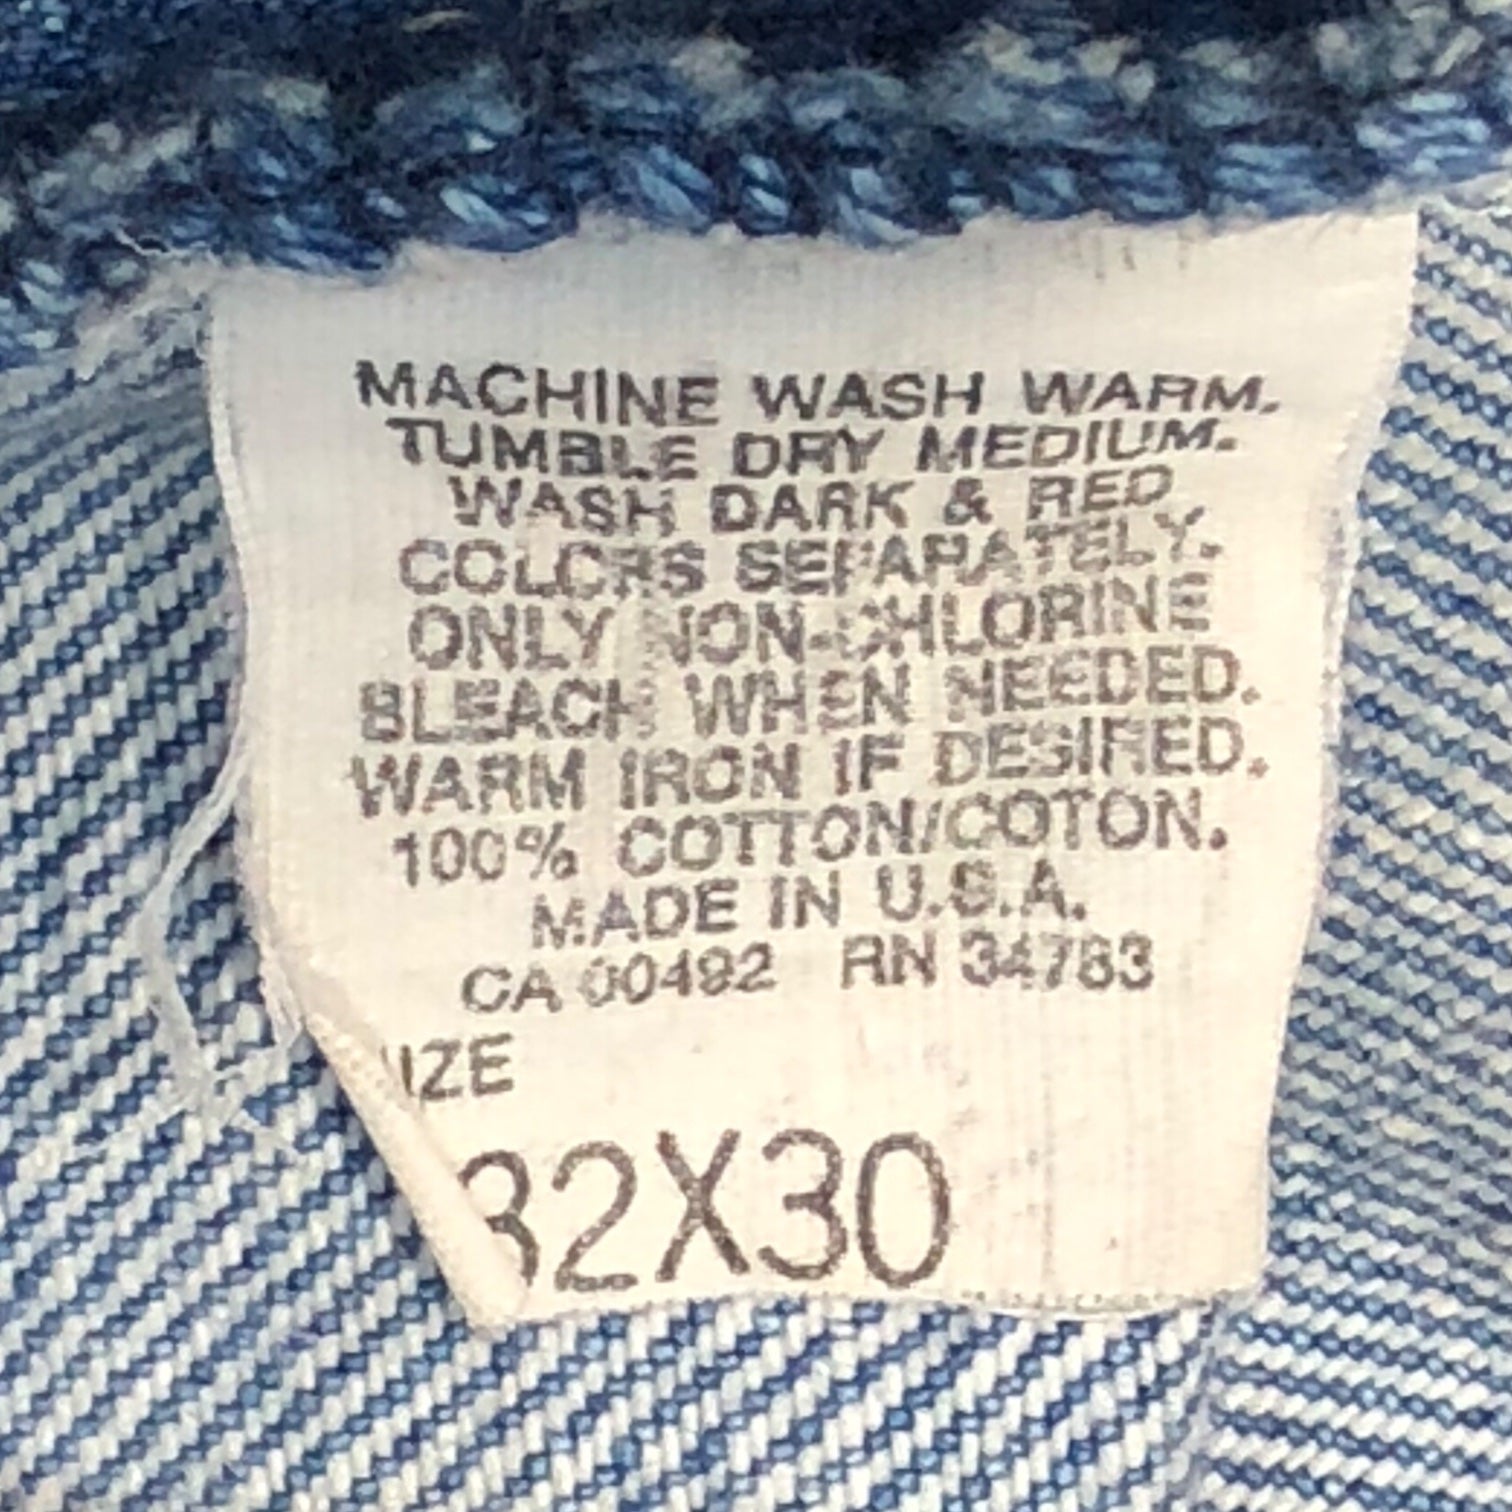 MACHINE WASH WARM.
TUMBLE DRY MEDIUM.
WASH DARK & RED
COLORS SEPARATELY.
ONLY NON-CHLORINE
BLEACH WHEN NEEDED.
WARM IRON IF DESIRED.
100% COTTON/COTON.
MADE IN U.S.A.
CA 00492 RN 34783
IZE
32X30